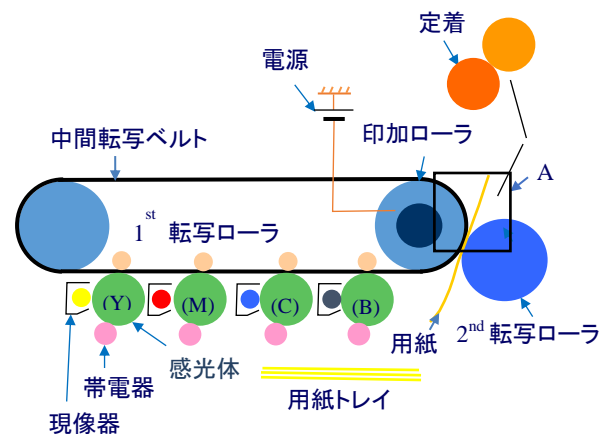 定着
電源
中間転写ベルト
印加ローラ
A
1st 転写ローラ
(Y)
(M)
(C)
(B)
用紙
2nd 転写ローラ
帯電器
感光体
用紙トレイ
現像器